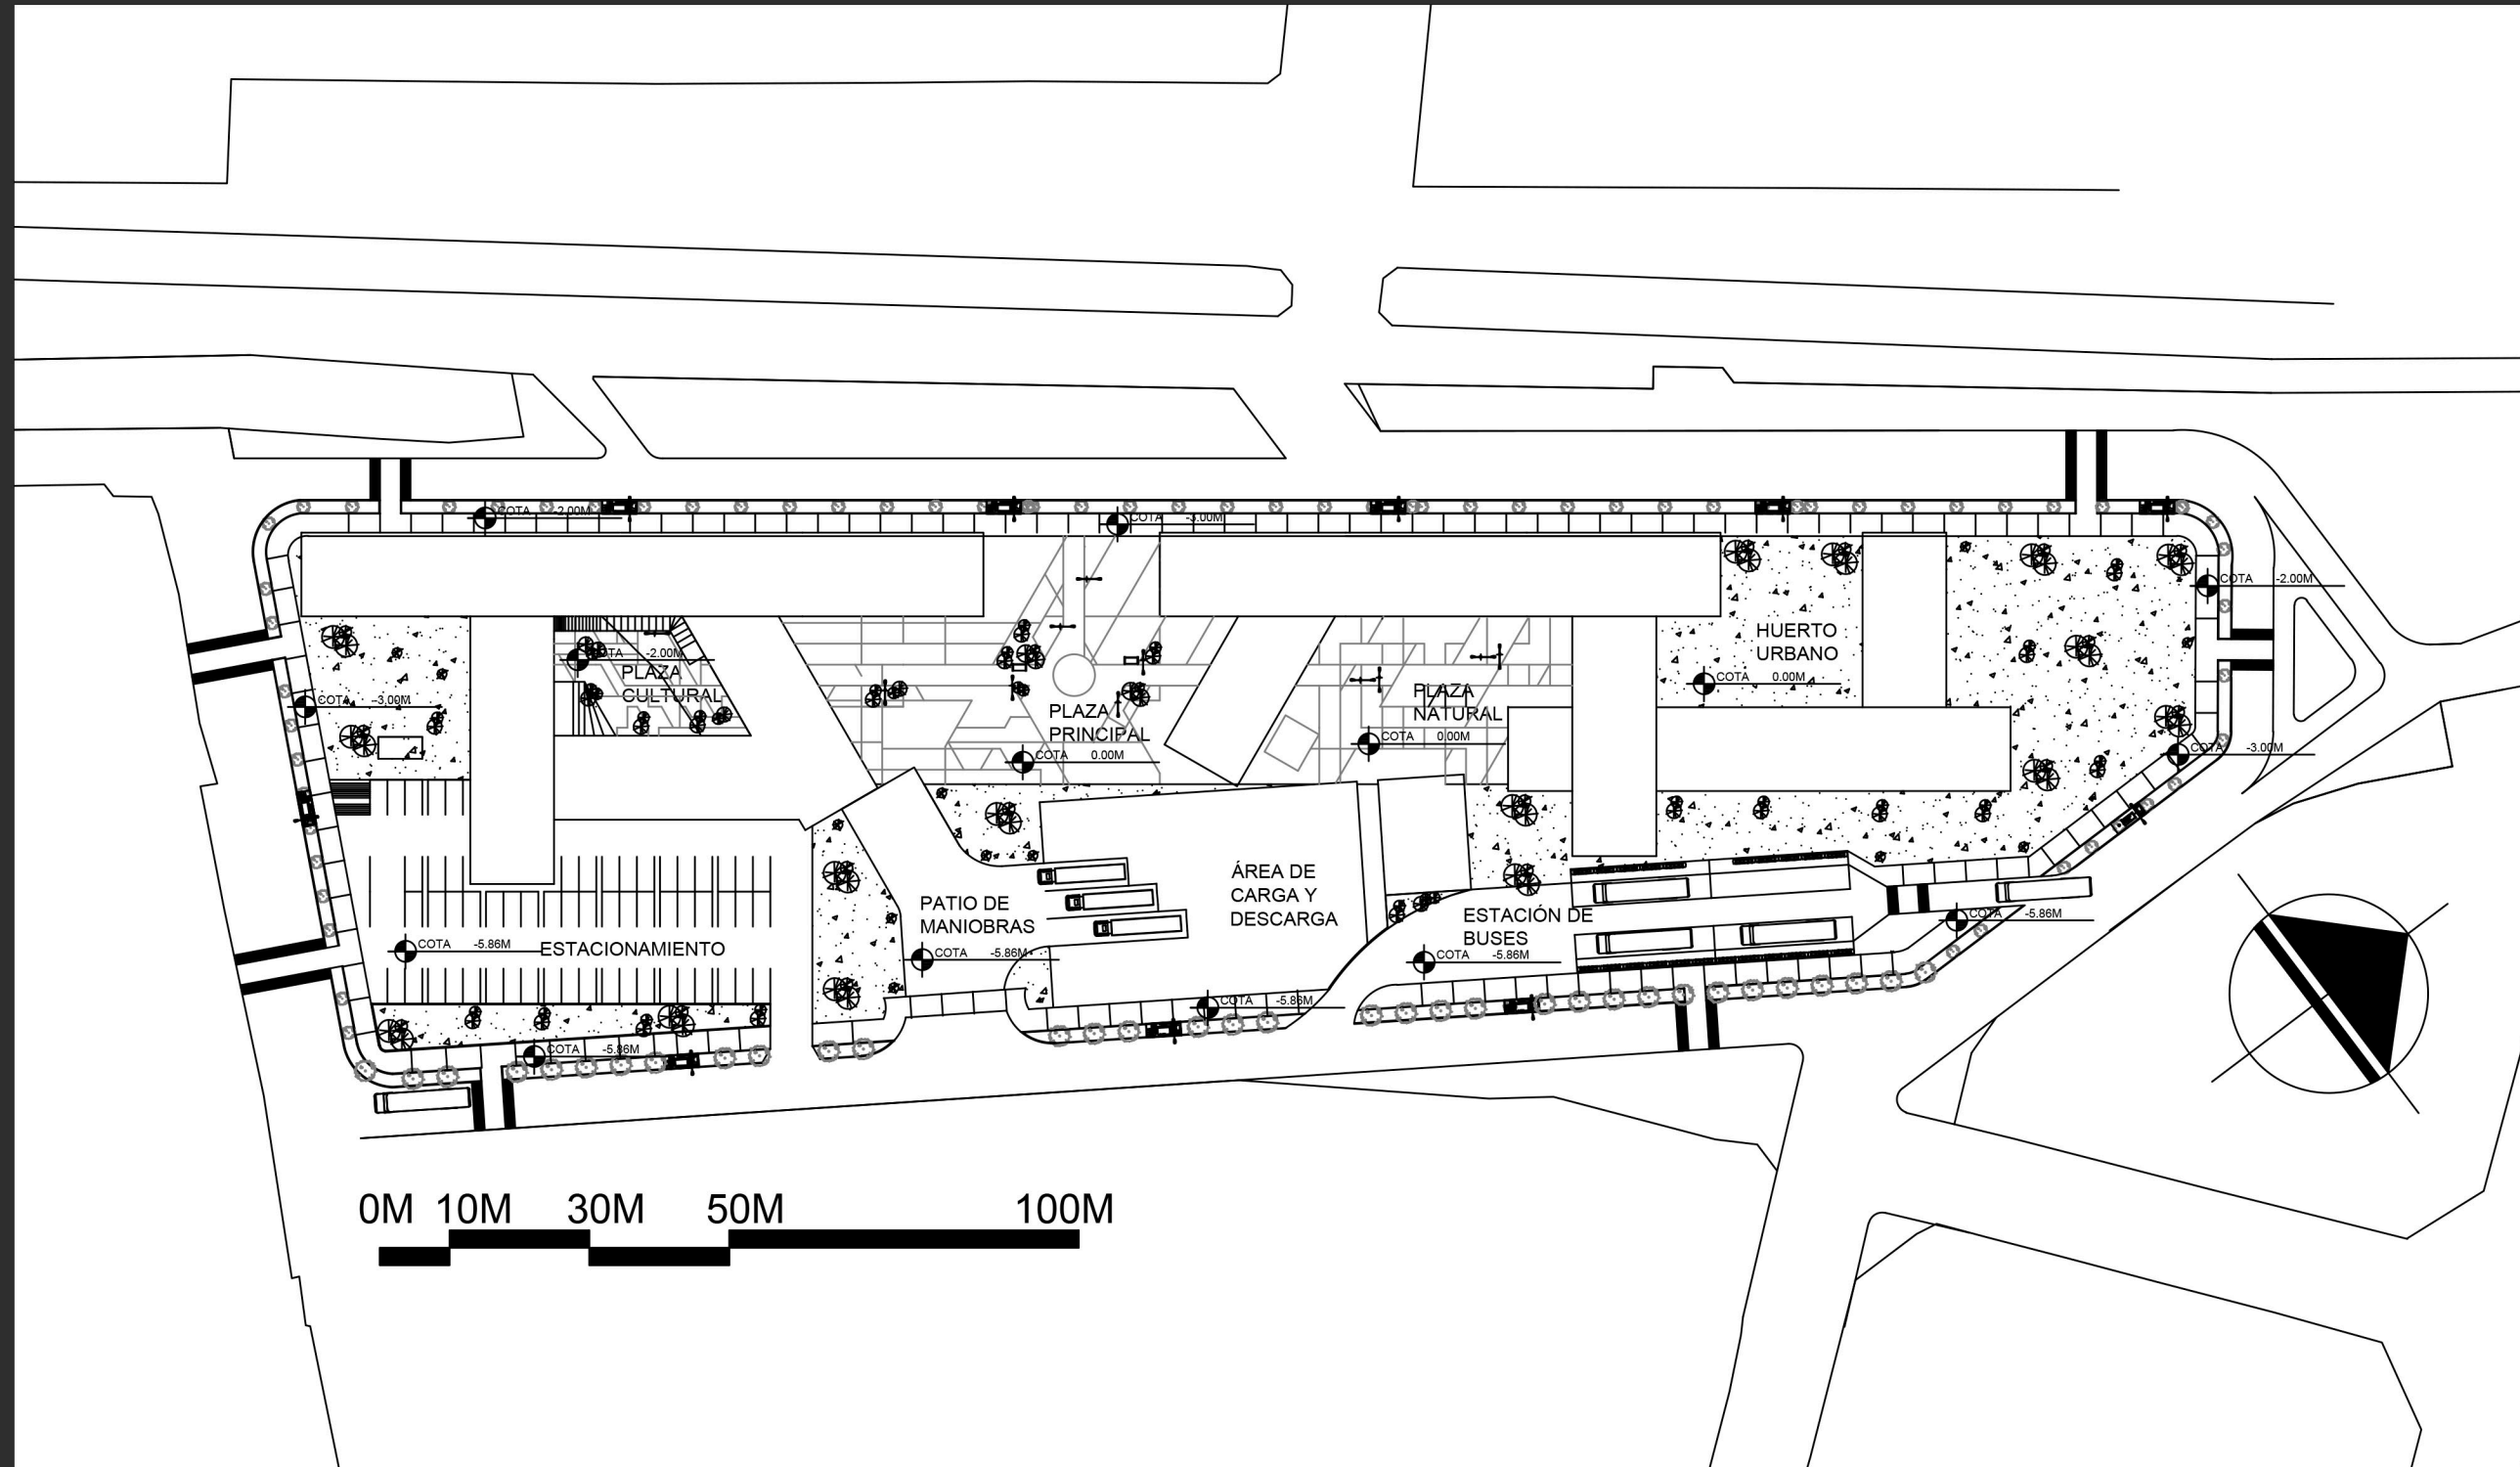 COTA -2.00M
COTA -3.00M
COTA -2.00M
HUERTO
URBANO
COTA -2.00M
PLAZA
CULTURAL
COTA 0.00M
COTA -3.00M
PLAZA
NATURAL
PLAZA
PRINCIPAL
COTA 0.00M
COTA 0.00M
COTA -3.00M
ÁREA DE
CARGA Y
DESCARGA
PATIO DE
MANIOBRAS
ESTACIÓN DE
BUSES
COTA -5.86M
COTA -5.86M
ESTACIONAMIENTO
COTA -5.86M
COTA -5.86M
COTA -5.86M
COTA -5.86M
0M 10M 30M 50M 100M